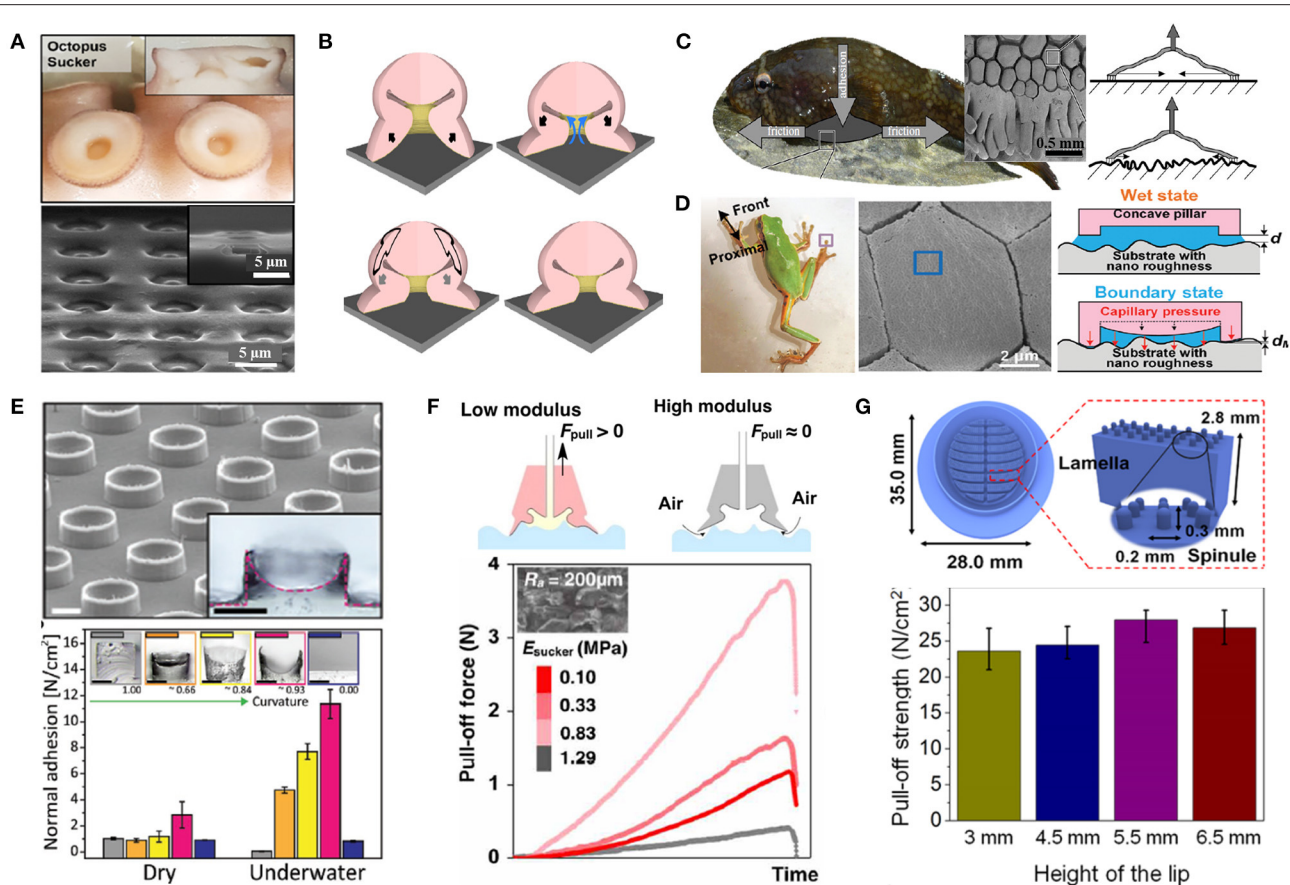 A
Octopus
Sucker
5 µm
5 µm
B
C
adhesion
friction
friction
0.5 mm
D
Front
Proximal
2 µm
Wet state
Concave pillar
d
Substrate with
nano roughness
Boundary state
Capillary pressure
Substrate with
nano roughness
E
Normal adhesion [N/cm²]
16
14
12
10
8
6
4
2
0
1.00
~ 0.66
~ 0.84
~ 0.93
0.00
Curvature
Dry
Underwater
F
Low modulus
High modulus
Fpull > 0
Fpull ≈ 0
Air
Air
Pull-off force (N)
4
3
2
1
0
Ra = 200µm
Esucker (MPa)
0.10
0.33
0.83
1.29
Time
G
35.0 mm
28.0 mm
Lamella
2.8 mm
0.3 mm
0.2 mm
Spinule
Pull-off strength (N/cm²)
30
25
20
15
10
5
0
3 mm
4.5 mm
5.5 mm
6.5 mm
Height of the lip